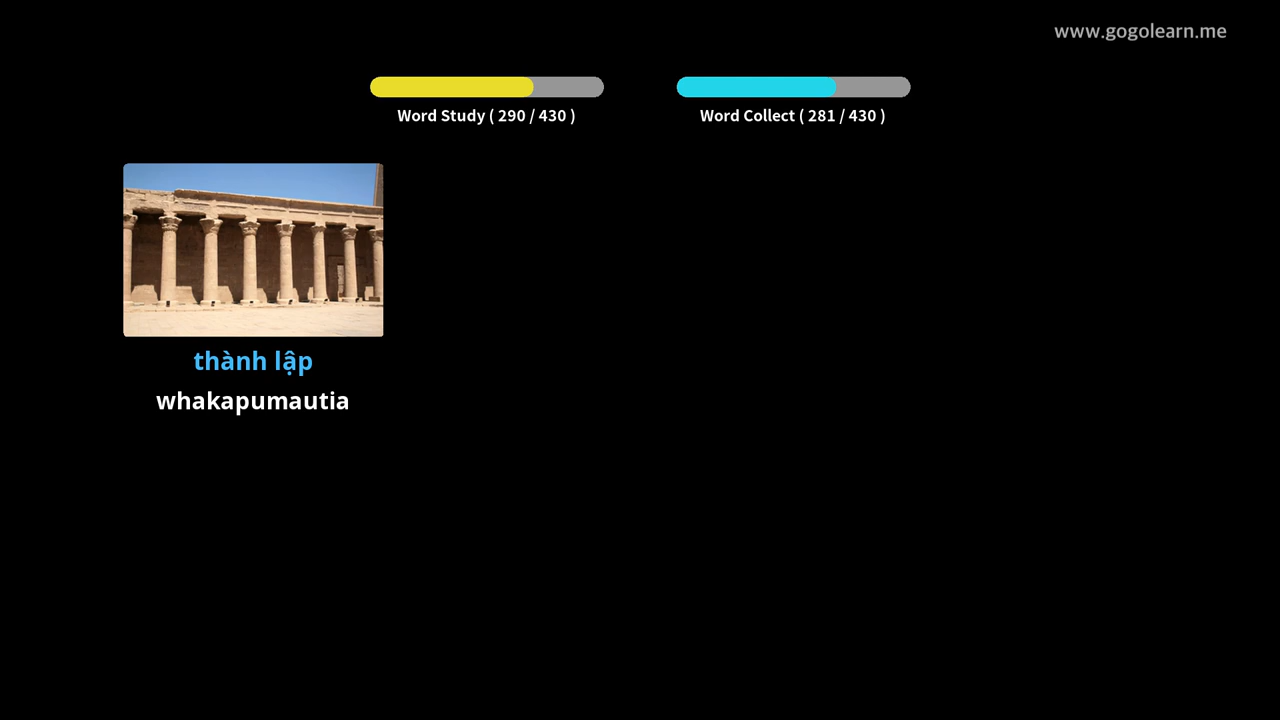 www.gogolearn.me
Word Study ( 290 / 430 )
Word Collect ( 281 / 430 )
thành lập
whakapumautia